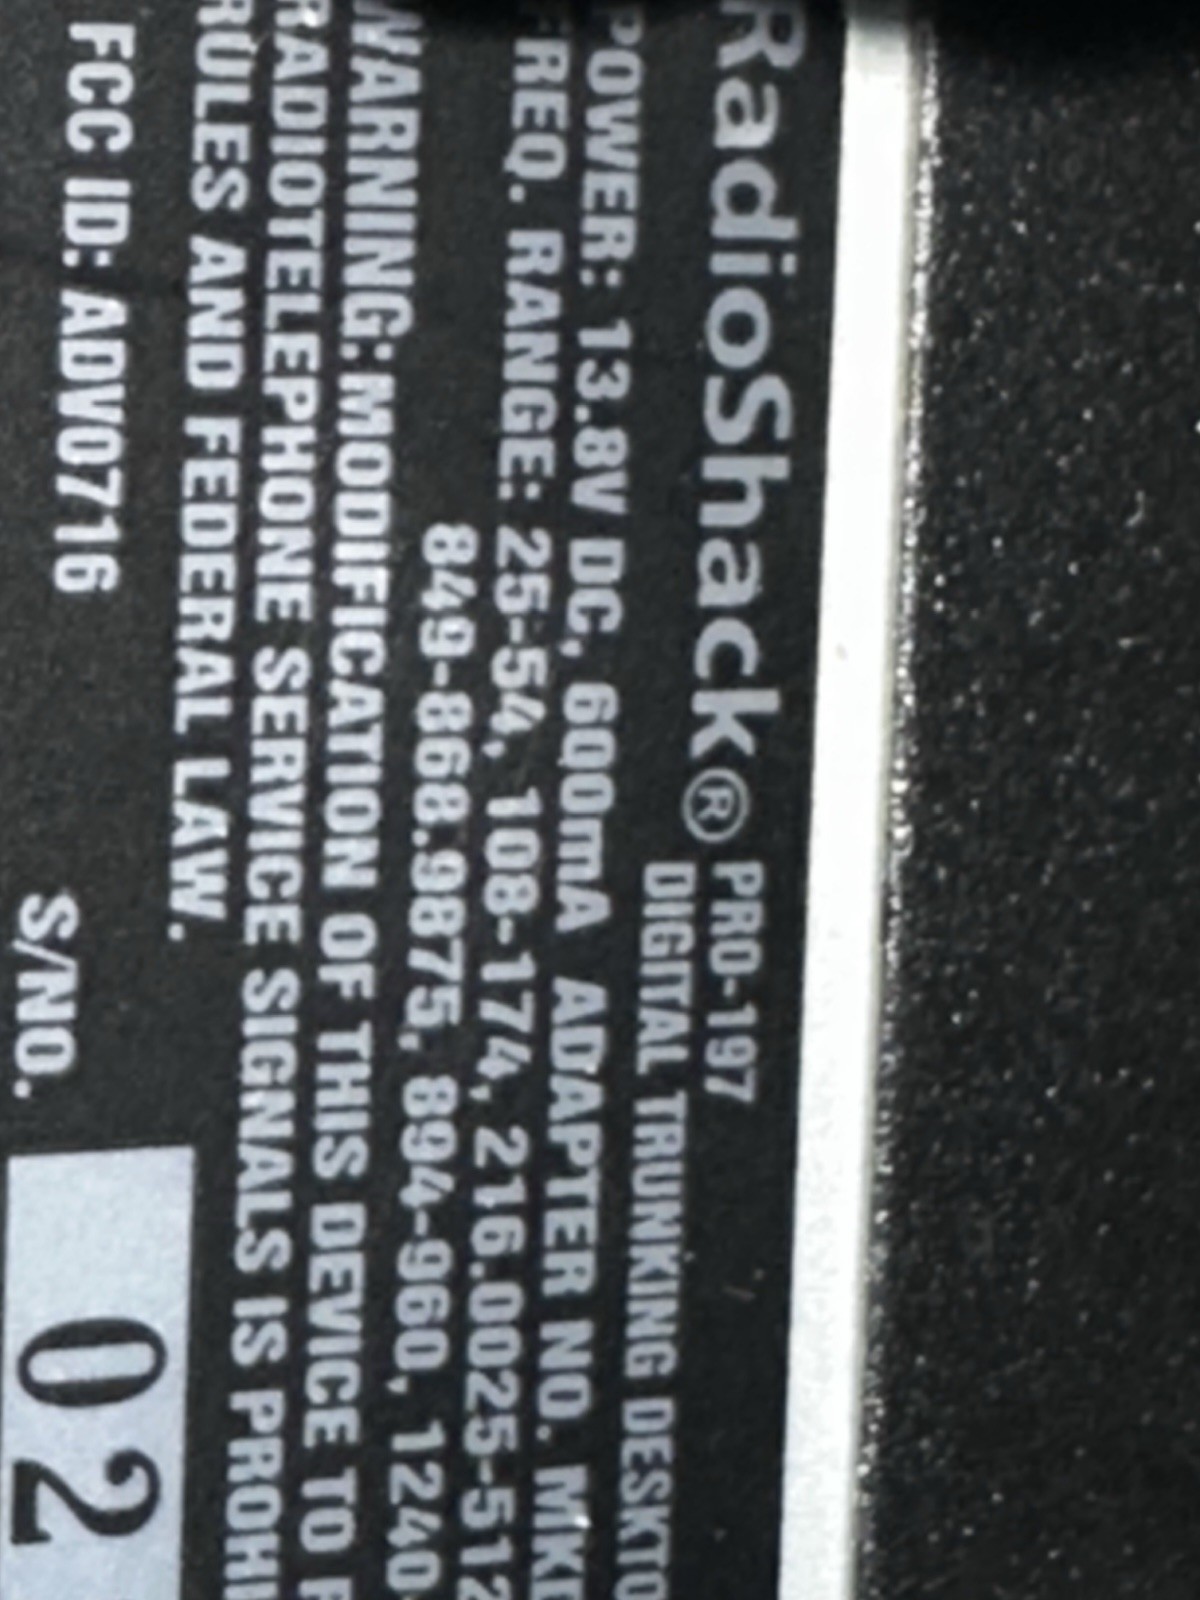 RadioShack® PRO-197
DIGITAL TRUNKING DESKTO
POWER: 13.8V DC, 600mA ADAPTER NO. MKD
FREQ. RANGE: 25-54, 108-174, 216.0025-512
849-868.9875, 894-960, 1240-
WARNING:MODIFICATION OF THIS DEVICE TO R
RADIOTELEPHONE SERVICE SIGNALS IS PROHI
RULES AND FEDERAL LAW.
FCC ID: ADV0716
S/NO. 02